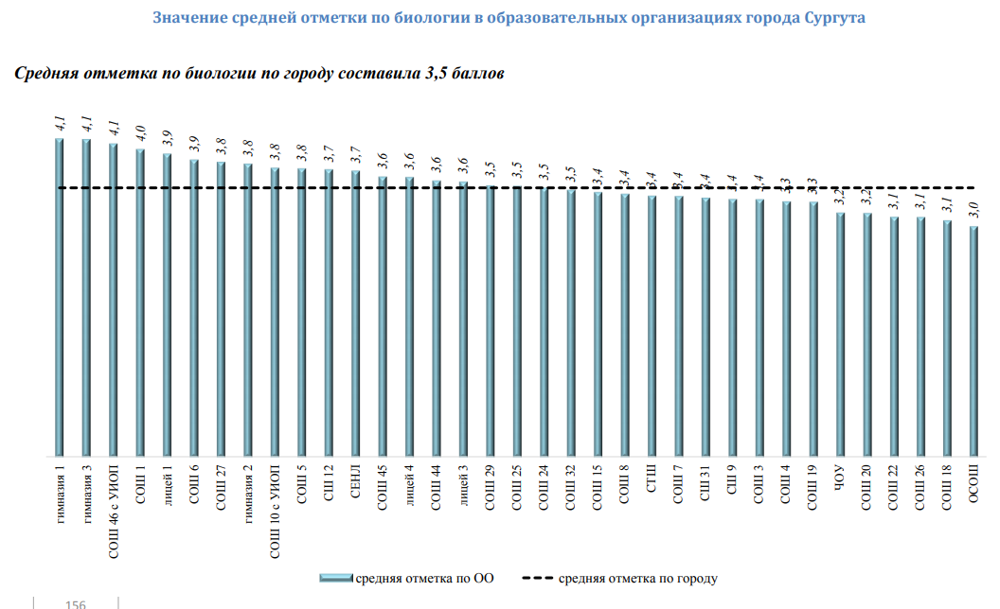 Значение средней отметки по биологии в образовательных организациях города Сургута
Средняя отметка по биологии по городу составила 3,5 баллов
4,1
4,1
4,1
4,0
3,9
3,9
3,8
3,8
3,8
3,8
3,7
3,7
3,6
3,6
3,6
3,6
3,5
3,5
3,5
3,5
3,4
3,4
3,4
3,4
3,4
3,4
3,4
3,3
3,3
3,2
3,2
3,1
3,1
3,1
3,0
гимназия 1
гимназия 3
СОШ 46 с УИОП
СОШ 1
лицей 1
СОШ 6
СОШ 27
гимназия 2
СОШ 10 с УИОП
СОШ 5
СШ 12
СЕНЛ
СОШ 45
лицей 4
СОШ 44
лицей 3
СОШ 29
СОШ 25
СОШ 24
СОШ 32
СОШ 15
СОШ 8
СТШ
СОШ 7
СШ 31
СШ 9
СОШ 3
СОШ 4
СОШ 19
ЧОУ
СОШ 20
СОШ 22
СОШ 26
СОШ 18
ОСОШ
средняя отметка по ОО
средняя отметка по городу
156